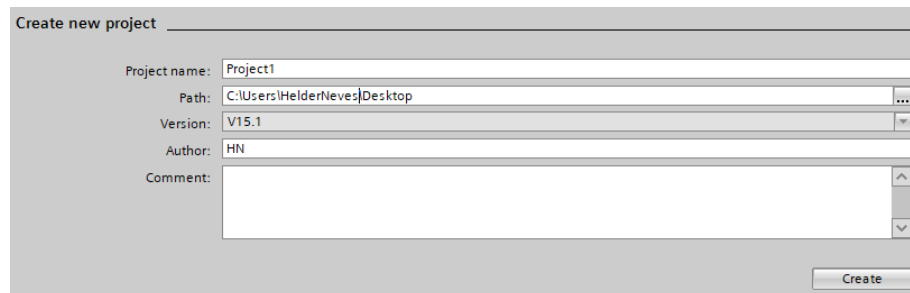 Create new project
Project name: Project1
Path: C:\Users\HelderNeves\Desktop
...
Version: V15.1
Author: HN
Comment:
Create